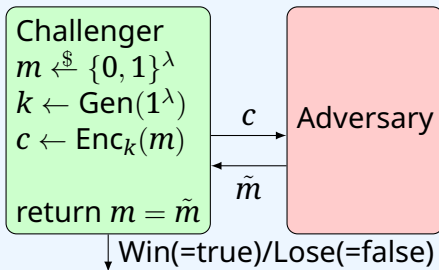 Challenger
m ←$ {0, 1}^λ
k ← Gen(1^λ)
c ← Enc_k(m)
return m = m̃
c
m̃
Adversary
Win(=true)/Lose(=false)